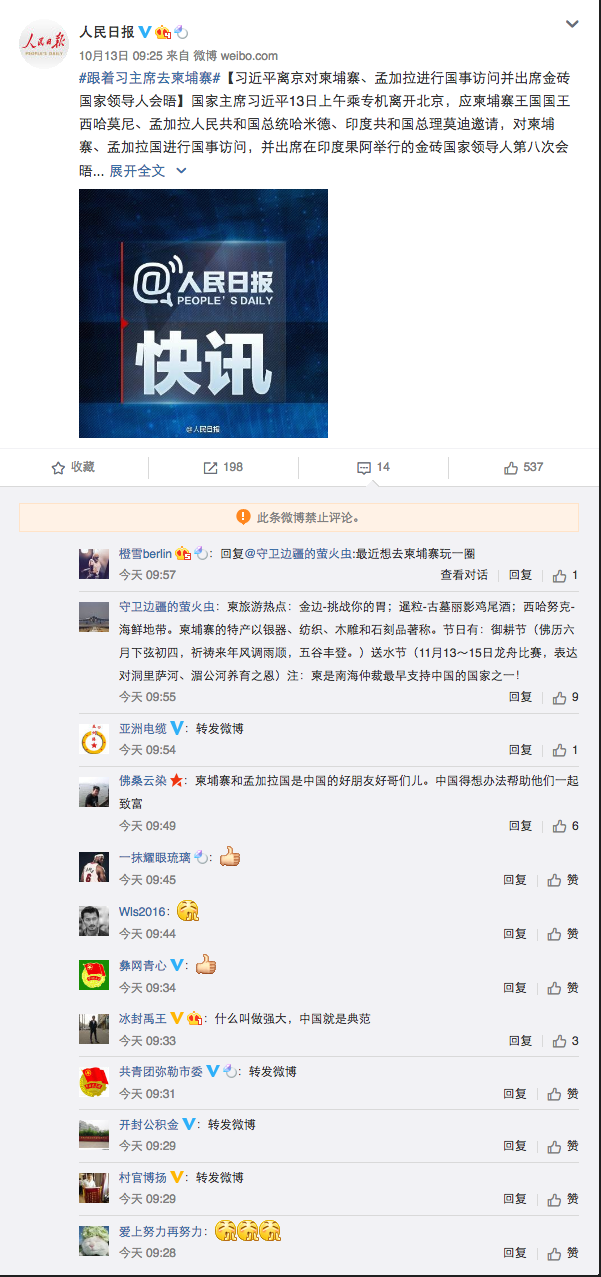 人民日报
人民日报
PEOPLE'S DAILY
10月13日 09:25 来自 微博 weibo.com
#跟着习主席去柬埔寨#【习近平离京对柬埔寨、孟加拉进行国事访问并出席金砖
国家领导人会晤】国家主席习近平13日上午乘专机离开北京，应柬埔寨王国国王
西哈莫尼、孟加拉人民共和国总统哈米德、印度共和国总理莫迪邀请，对柬埔
寨、孟加拉国进行国事访问，并出席在印度果阿举行的金砖国家领导人第八次会
晤... 展开全文
@人民日报
PEOPLE'S DAILY
快讯
@人民日报
收藏 198 14 537
此条微博禁止评论。
橙雪berlin：回复@守卫边疆的萤火虫:最近想去柬埔寨玩一圈
今天 09:57 查看对话 回复 1
守卫边疆的萤火虫：柬旅游热点：金边-挑战你的胃；暹粒-古墓丽影鸡尾酒；西哈努克-
海鲜地带。柬埔寨的特产以银器、纺织、木雕和石刻品著称。节日有：御耕节（佛历六
月下弦初四，祈祷来年风调雨顺，五谷丰登。）送水节（11月13～15日龙舟比赛，表达
对洞里萨河、湄公河养育之恩）注：柬是南海仲裁最早支持中国的国家之一！
今天 09:55 回复 9
亚洲电缆：转发微博
今天 09:54 回复 1
佛桑云染：柬埔寨和孟加拉国是中国的好朋友好哥们儿。中国得想办法帮助他们一起
致富
今天 09:49 回复 6
一抹耀眼琉璃：
今天 09:45 回复 赞
Wls2016：
今天 09:44 回复 赞
彝网青心：
今天 09:34 回复 赞
冰封禹王：什么叫做强大，中国就是典范
今天 09:33 回复 3
共青团弥勒市委：转发微博
今天 09:31 回复 赞
开封公积金：转发微博
今天 09:29 回复 赞
村官博扬：转发微博
今天 09:29 回复 赞
爱上努力再努力：
今天 09:28 回复 赞